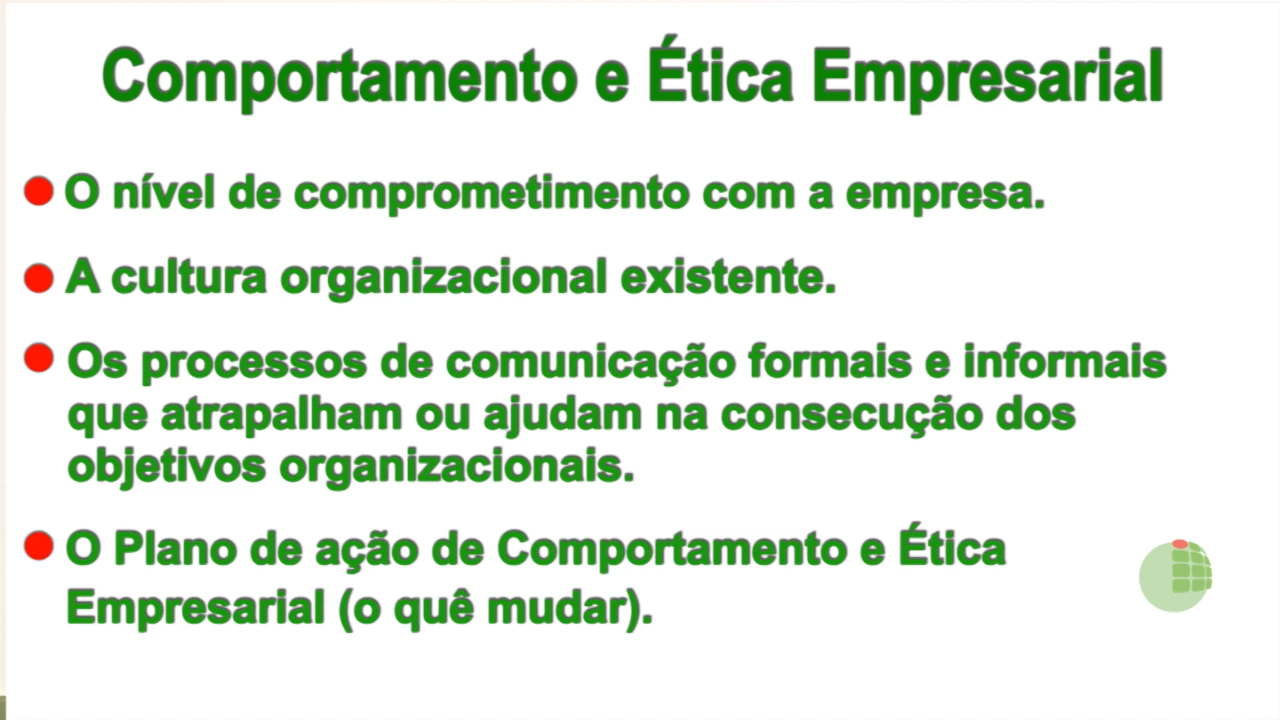 Comportamento e Ética Empresarial
O nível de comprometimento com a empresa.
A cultura organizacional existente.
Os processos de comunicação formais e informais
que atrapalham ou ajudam na consecução dos
objetivos organizacionais.
O Plano de ação de Comportamento e Ética
Empresarial (o quê mudar).